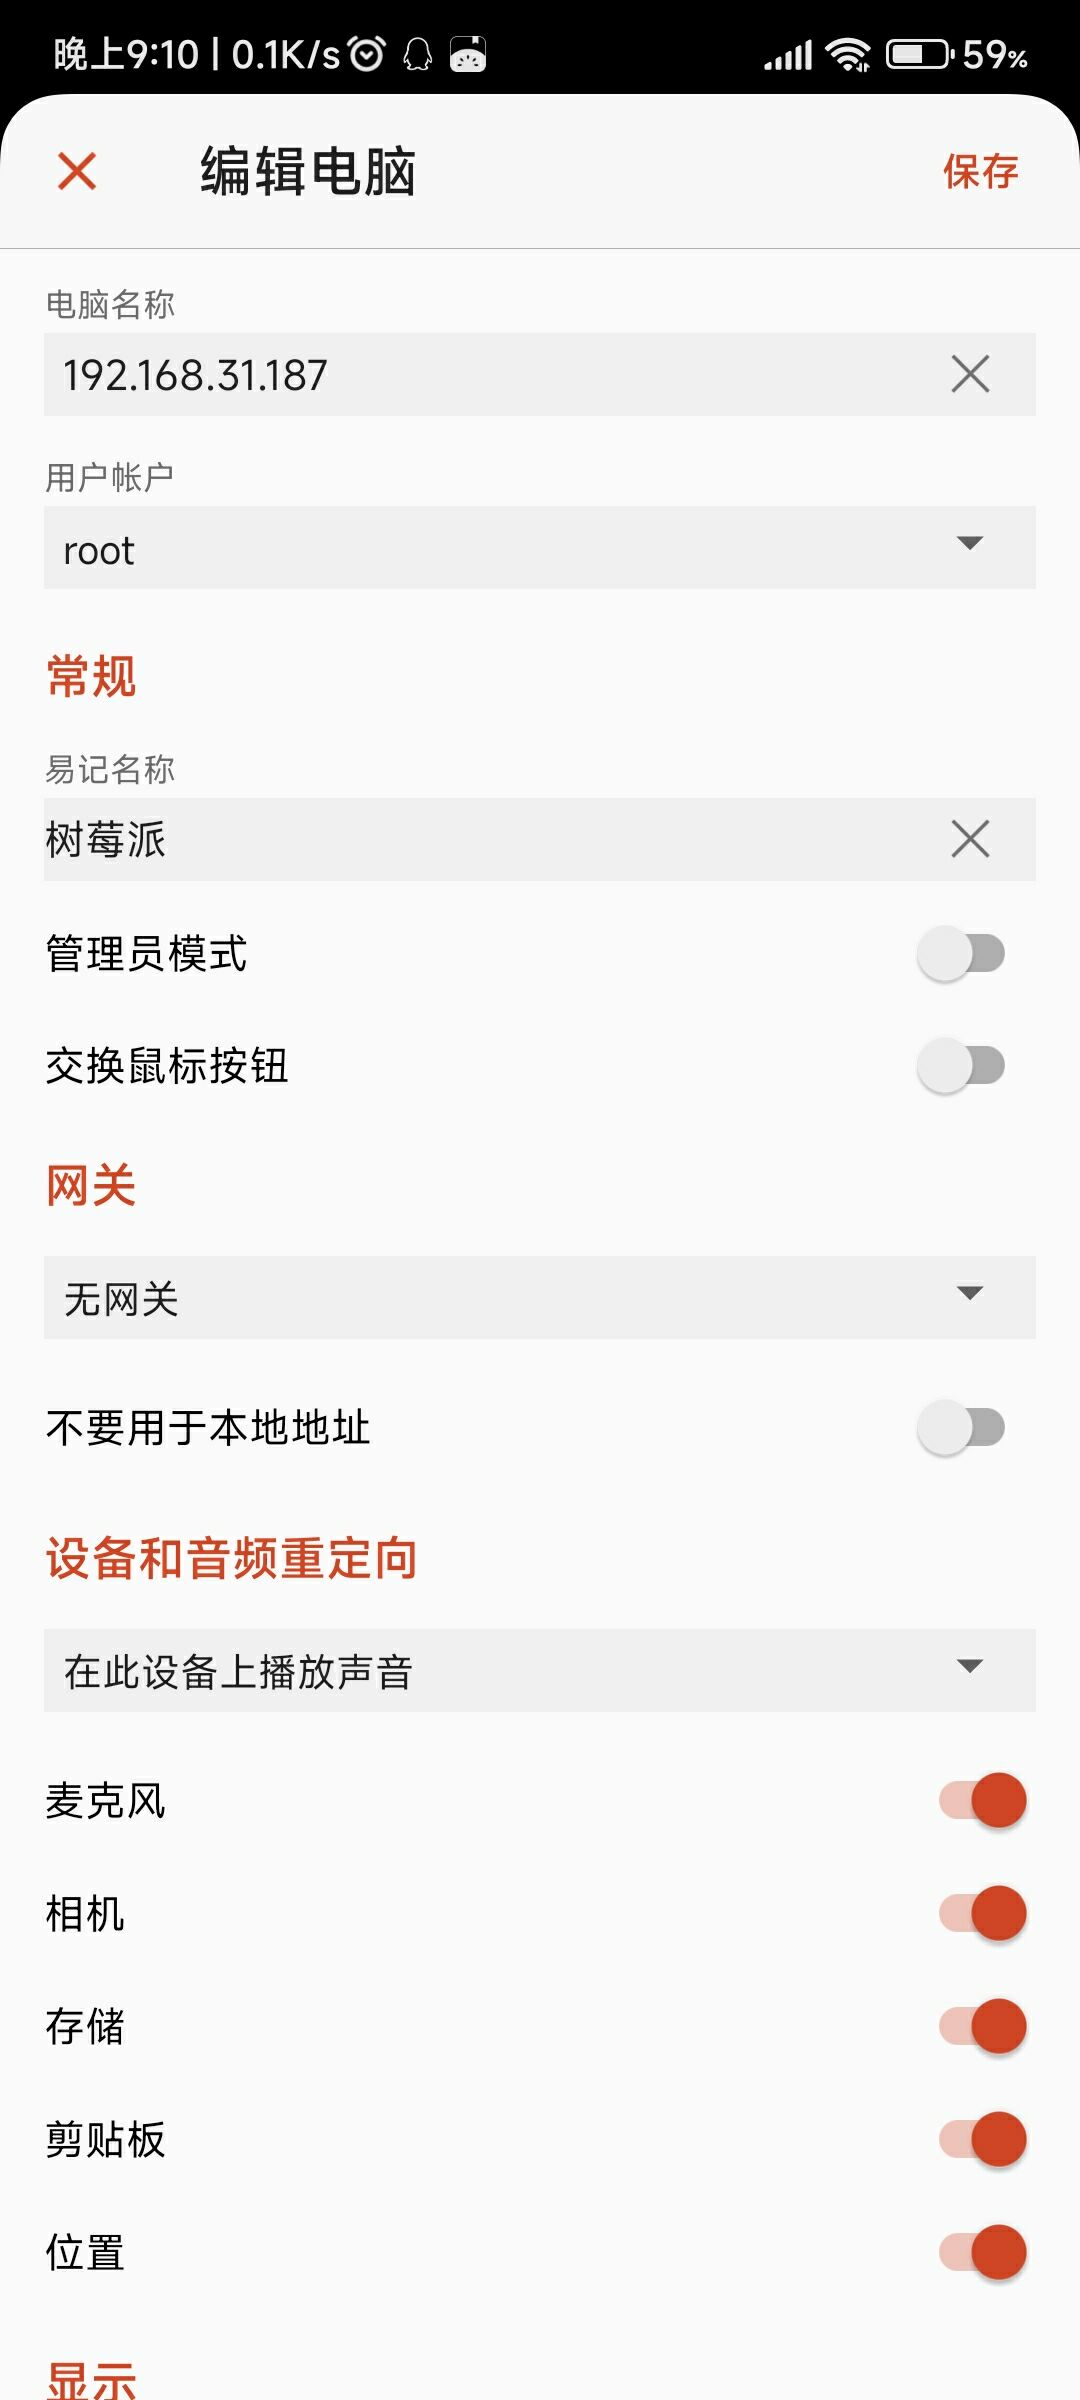 晚上9:10 | 0.1K/s 59%
编辑电脑 保存
电脑名称
192.168.31.187
用户帐户
root
常规
易记名称
树莓派
管理员模式
交换鼠标按钮
网关
无网关
不要用于本地地址
设备和音频重定向
在此设备上播放声音
麦克风
相机
存储
剪贴板
位置
显示